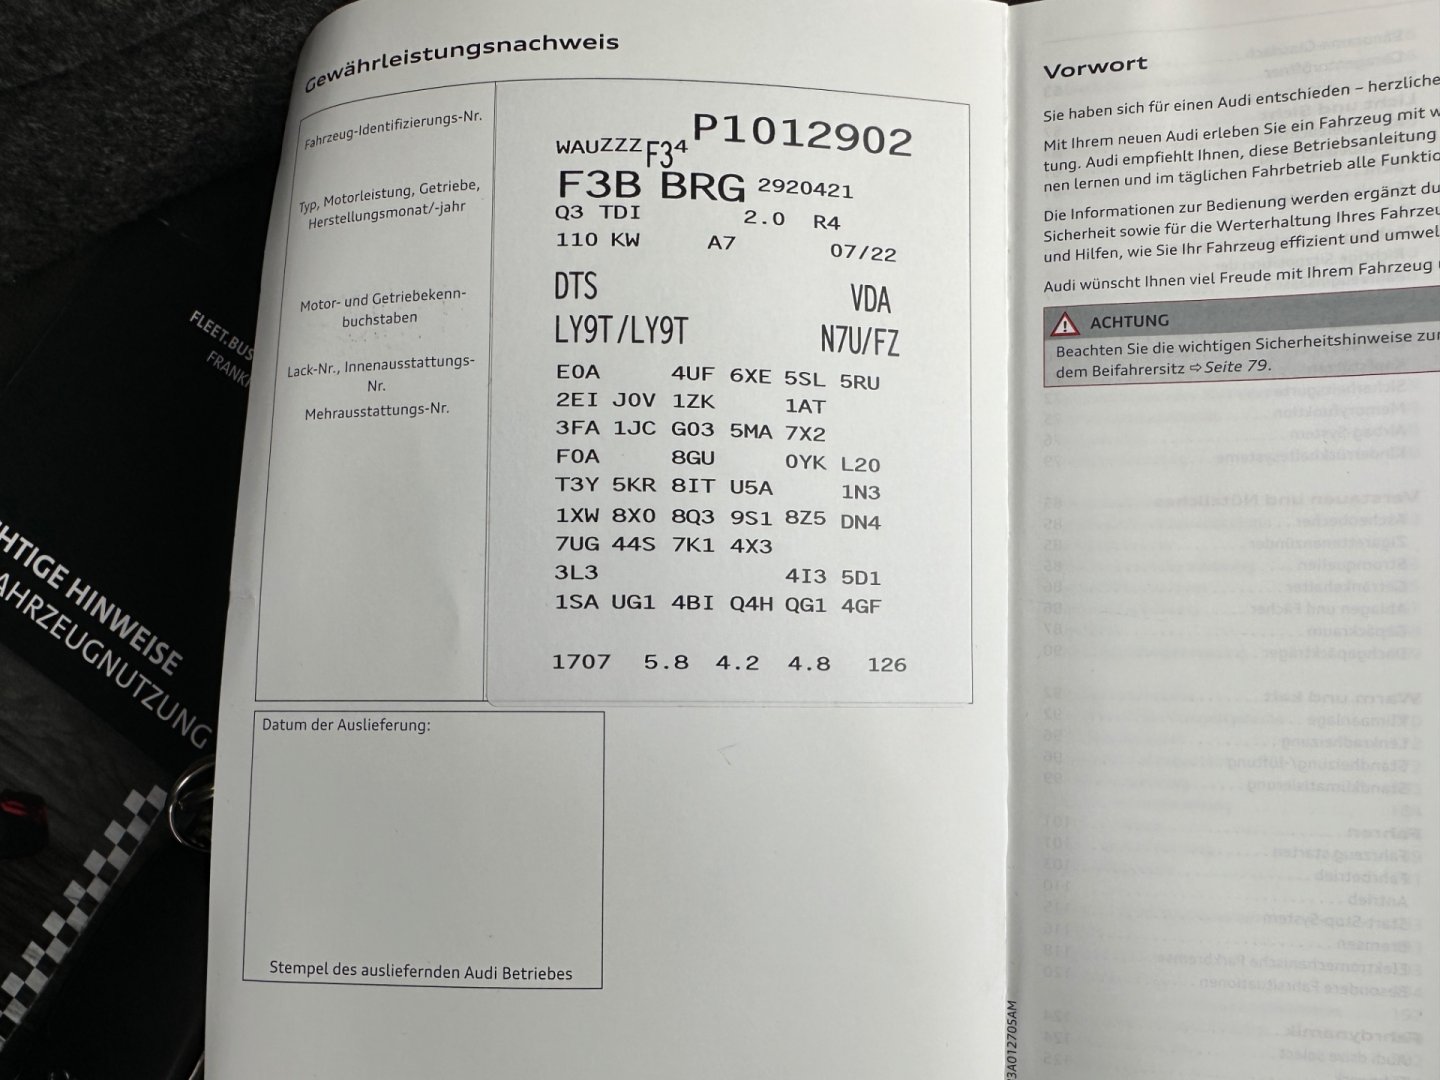 Gewährleistungsnachweis
Fahrzeug-Identifizierungs-Nr.
Typ, Motorleistung, Getriebe,
Herstellungsmonat/-jahr
Motor- und Getriebekenn-
buchstaben
Lack-Nr., Innenausstattungs-
Nr.
Mehrausstattungs-Nr.
WAUZZZ F34 P1012902
F3B BRG 2920421
Q3 TDI 2.0 R4
110 KW A7 07/22
DTS VDA
LY9T/LY9T N7U/FZ
E0A 4UF 6XE 5SL 5RU
2EI J0V 1ZK 1AT
3FA 1JC G03 5MA 7X2
F0A 8GU 0YK L20
T3Y 5KR 8IT U5A 1N3
1XW 8X0 8Q3 9S1 8Z5 DN4
7UG 44S 7K1 4X3
3L3 4I3 5D1
1SA UG1 4BI Q4H QG1 4GF
1707 5.8 4.2 4.8 126
Datum der Auslieferung:
Stempel des ausliefernden Audi Betriebes
Vorwort
Sie haben sich für einen Audi entschieden – herzliche
Mit Ihrem neuen Audi erleben Sie ein Fahrzeug mit w
tung. Audi empfiehlt Ihnen, diese Betriebsanleitung
nen lernen und im täglichen Fahrbetrieb alle Funktio
Die Informationen zur Bedienung werden ergänzt du
Sicherheit sowie für die Werterhaltung Ihres Fahrzeu
und Hilfen, wie Sie Ihr Fahrzeug effizient und umwel
Audi wünscht Ihnen viel Freude mit Ihrem Fahrzeug
ACHTUNG
Beachten Sie die wichtigen Sicherheitshinweise zur
dem Beifahrersitz ⇨ Seite 79.
3A012705AM
FLEET.BUS
FRANK
HTIGE HINWEISE
AHRZEUGNUTZUNG